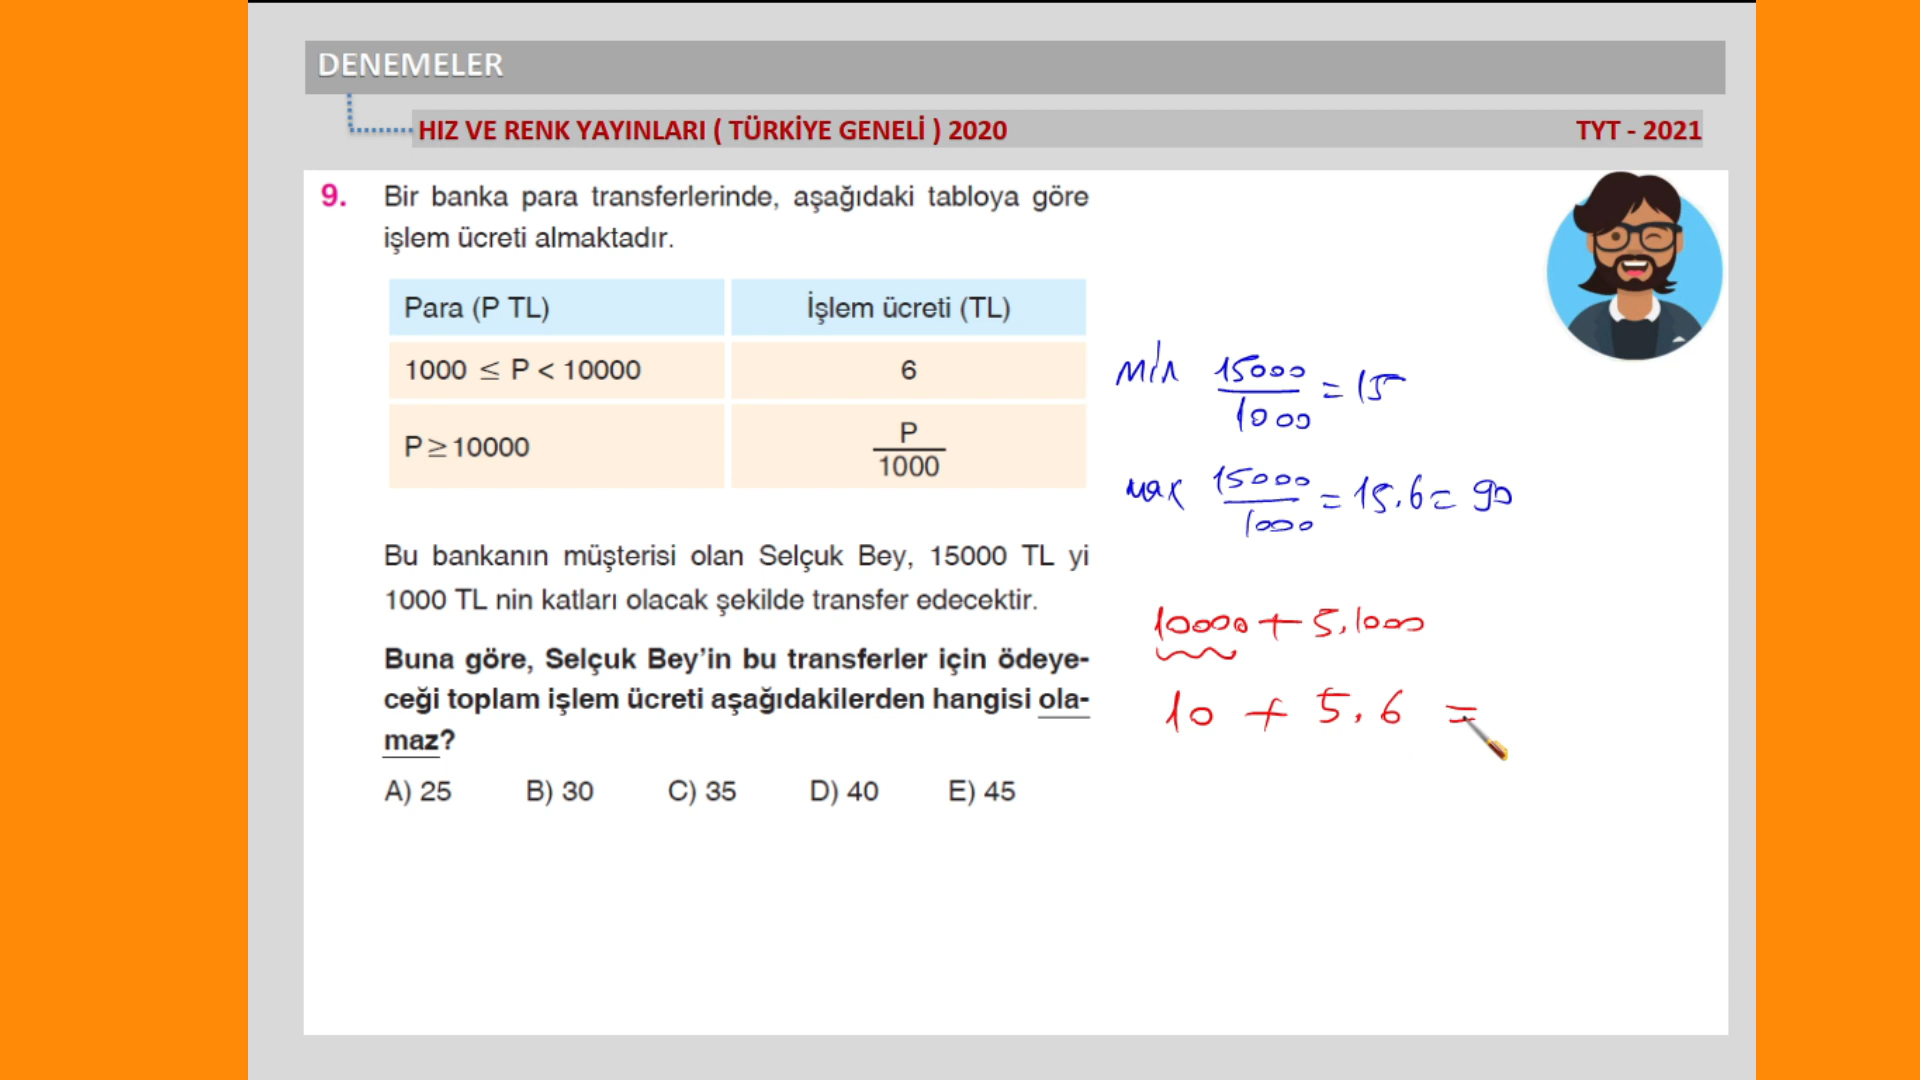 DENEMELER
HIZ VE RENK YAYINLARI ( TÜRKİYE GENELİ ) 2020 TYT - 2021
9. Bir banka para transferlerinde, aşağıdaki tabloya göre
işlem ücreti almaktadır.
Para (P TL) İşlem ücreti (TL)
1000 ≤ P < 10000 6
P ≥ 10000 P/1000
Bu bankanın müşterisi olan Selçuk Bey, 15000 TL yi
1000 TL nin katları olacak şekilde transfer edecektir.
Buna göre, Selçuk Bey'in bu transferler için ödeye-
ceği toplam işlem ücreti aşağıdakilerden hangisi ola-
maz?
A) 25 B) 30 C) 35 D) 40 E) 45
min 15000/1000 = 15
max 15000/1000 = 15.6 = 90
10000 + 5.1000
10 + 5.6 =